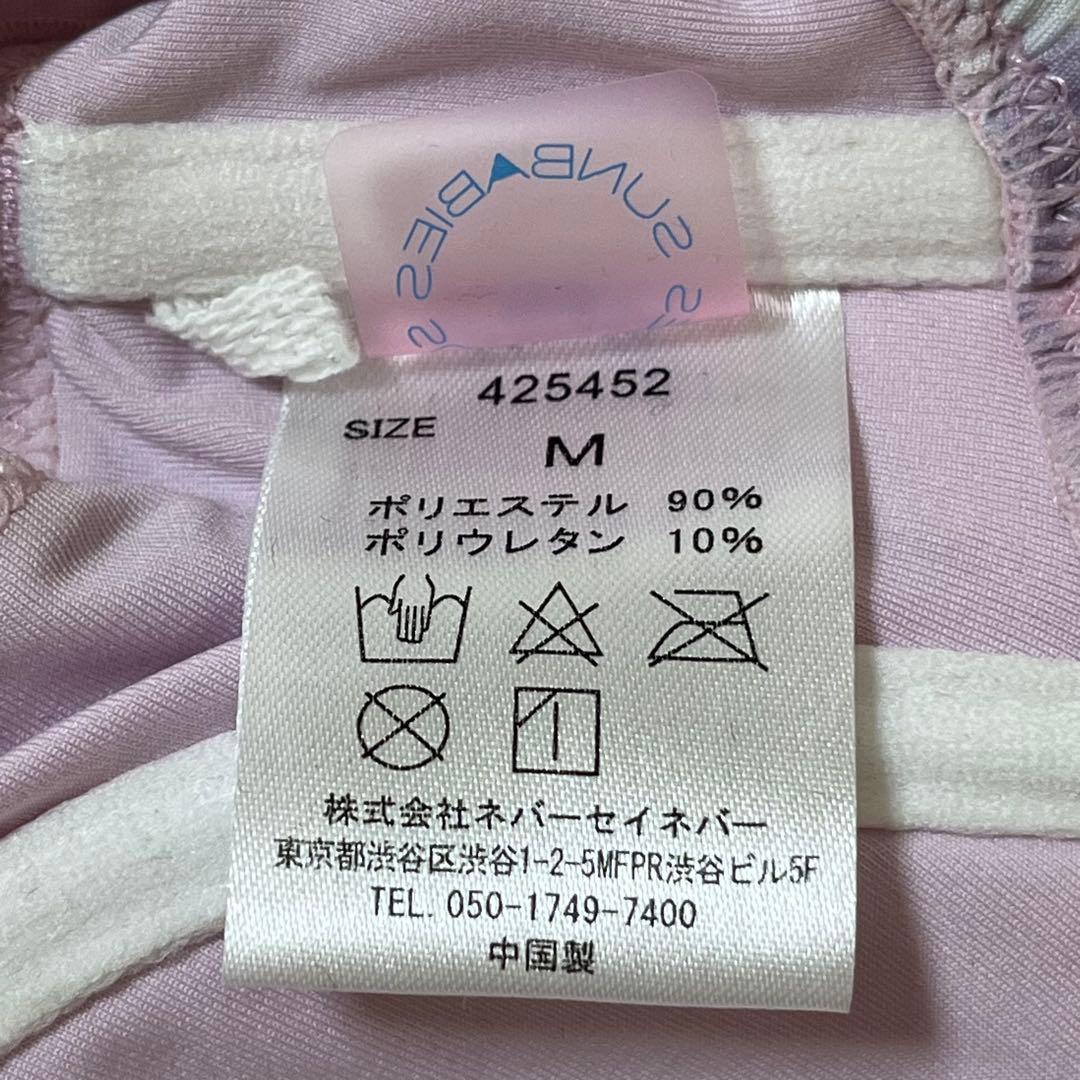 SUNBABIES S
425452
SIZE
M
ポリエステル 90%
ポリウレタン 10%
株式会社ネバーセイネバー
東京都渋谷区渋谷1-2-5MFPR渋谷ビル5F
TEL. 050-1749-7400
中国製